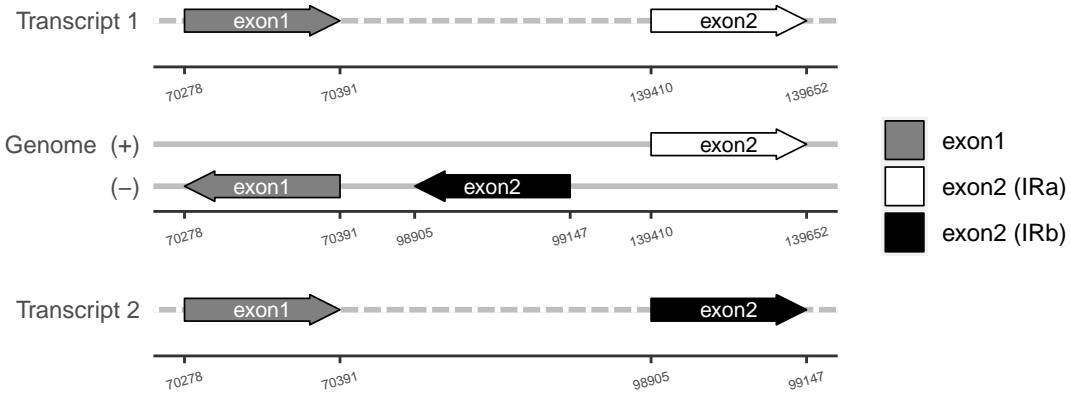 Transcript 1 exon1 exon2
70278 70391 139410 139652
Genome (+) exon2
(−) exon1 exon2
70278 70391 98905 99147 139410 139652
exon1
exon2 (IRa)
exon2 (IRb)
Transcript 2 exon1 exon2
70278 70391 98905 99147